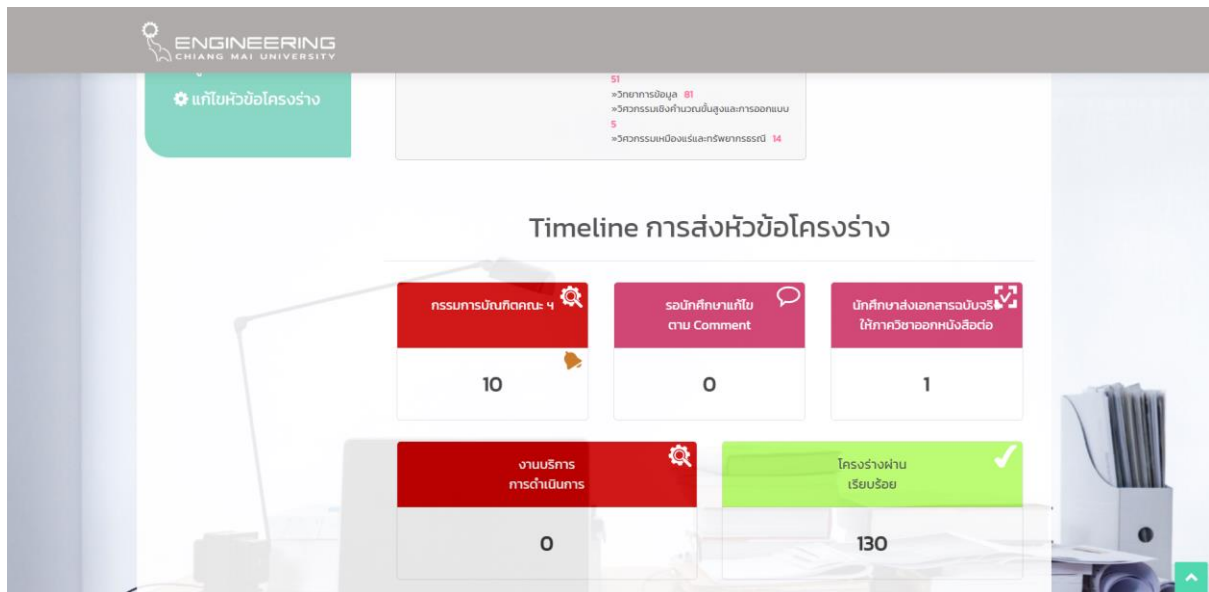 ENGINEERING
CHIANG MAI UNIVERSITY
แก้ไขหัวข้อโครงร่าง
51
»วิทยาการข้อมูล 81
»วิศวกรรมเชิงคำนวณขั้นสูงและการออกแบบ
5
»วิศวกรรมเหมืองแร่และทรัพยากรธรณี 14
Timeline การส่งหัวข้อโครงร่าง
กรรมการบัณฑิตคณะ ฯ
10
รอนักศึกษาแก้ไข
ตาม Comment
0
นักศึกษาส่งเอกสารฉบับจริง
ให้ภาควิชาออกหนังสือต่อ
1
งานบริการ
การดำเนินการ
0
โครงร่างผ่าน
เรียบร้อย
130